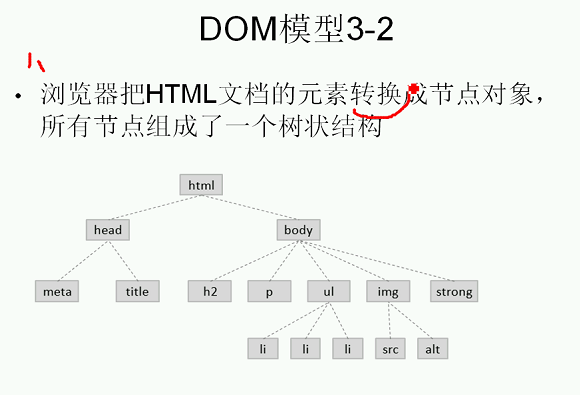 DOM模型3-2
• 浏览器把HTML文档的元素转换成节点对象，
所有节点组成了一个树状结构
html
head body
meta title h2 p ul img strong
li li li src alt